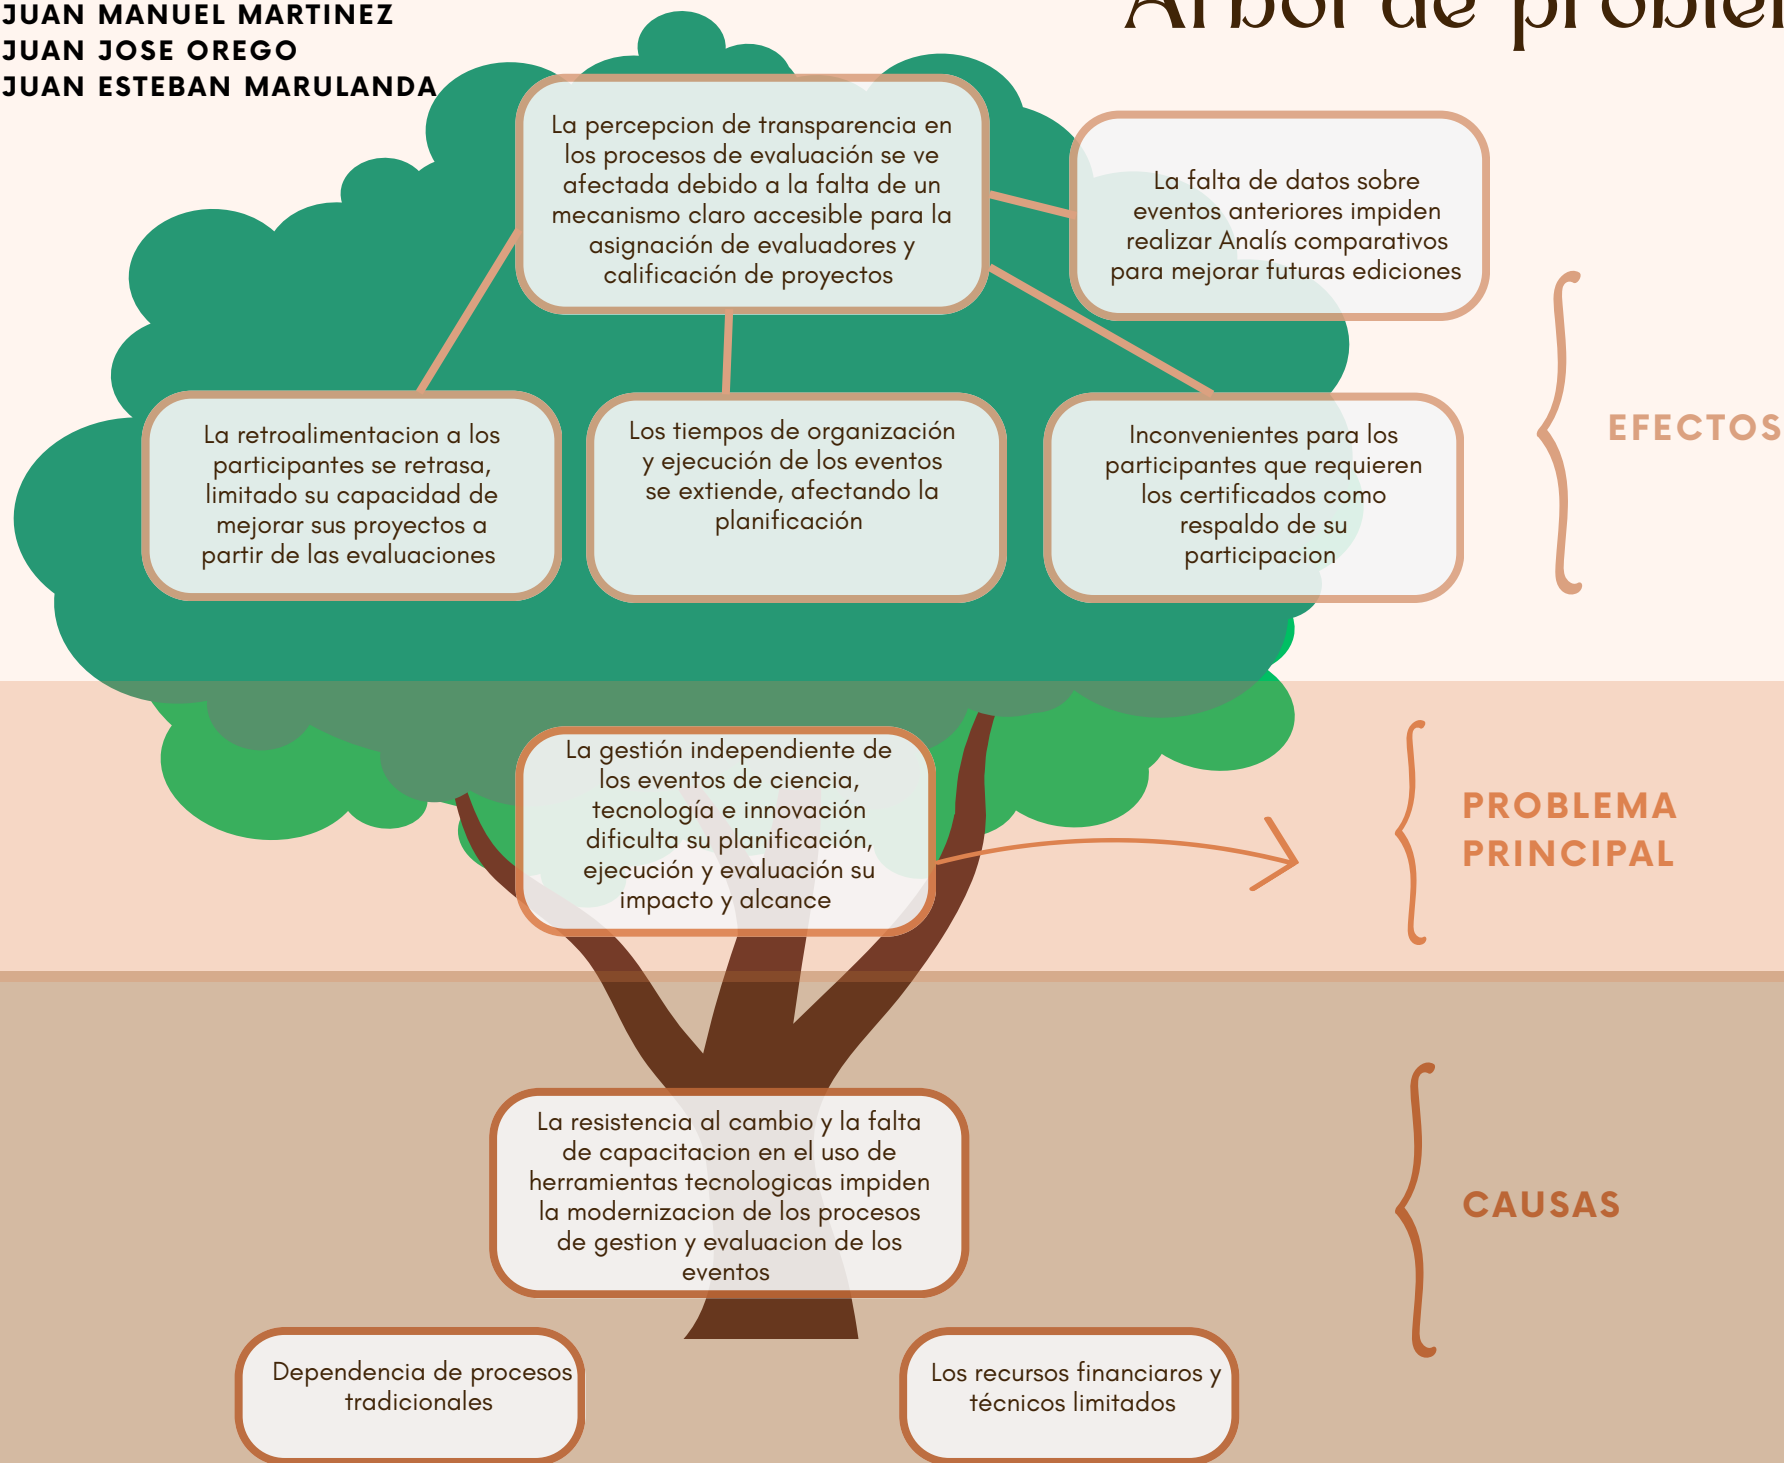 JUAN MANUEL MARTINEZ
JUAN JOSE OREGO
JUAN ESTEBAN MARULANDA
Arbol de
La percepcion de transparencia en
los procesos de evaluación se ve
afectada debido a la falta de un
mecanismo claro accesible para la
asignación de evaluadores y
calificación de proyectos
La falta de datos sobre
eventos anteriores impiden
realizar Analís comparativos
para mejorar futuras ediciones
La retroalimentacion a los
participantes se retrasa,
limitado su capacidad de
mejorar sus proyectos a
partir de las evaluaciones
Los tiempos de organización
y ejecución de los eventos
se extiende, afectando la
planificación
Inconvenientes para los
participantes que requieren
los certificados como
respaldo de su
participacion
EFECTOS
La gestión independiente de
los eventos de ciencia,
tecnología e innovación
dificulta su planificación,
ejecución y evaluación su
impacto y alcance
PROBLEMA
PRINCIPAL
La resistencia al cambio y la falta
de capacitacion en el uso de
herramientas tecnologicas impiden
la modernizacion de los procesos
de gestion y evaluacion de los
eventos
CAUSAS
Dependencia de procesos
tradicionales
Los recursos financiaros y
técnicos limitados